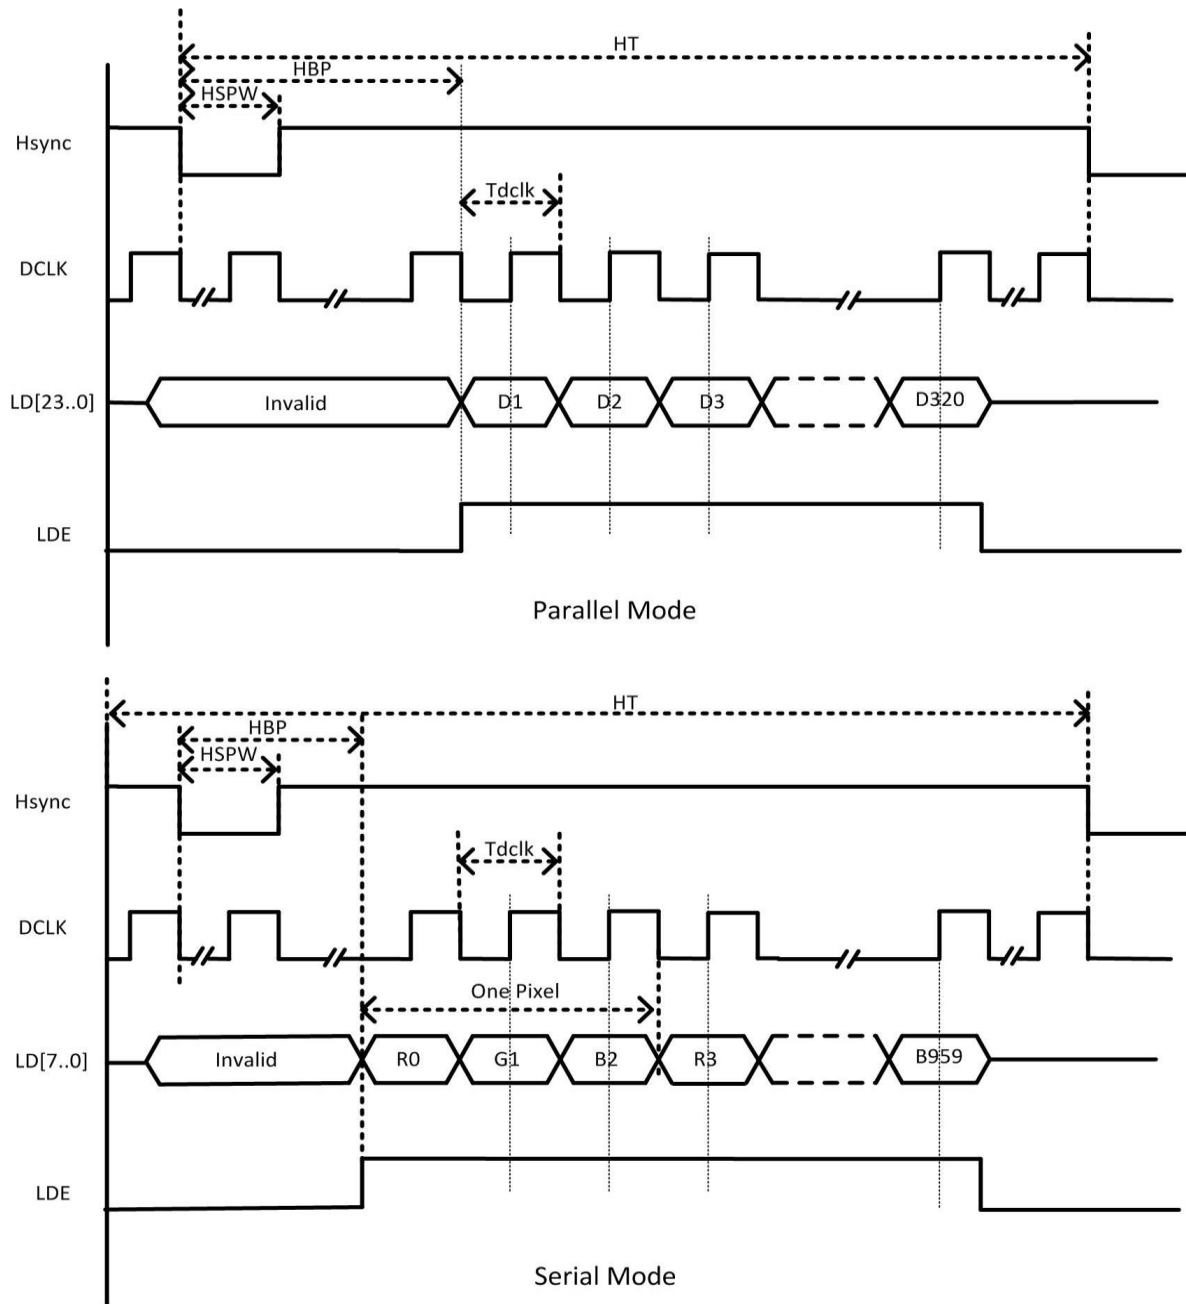 HT
HBP
HSPW
Hsync
Tdclk
DCLK
LD[23..0] Invalid D1 D2 D3 D320
LDE
Parallel Mode
HT
HBP
HSPW
Hsync
Tdclk
DCLK
One Pixel
LD[7..0] Invalid R0 G1 B2 R3 B959
LDE
Serial Mode